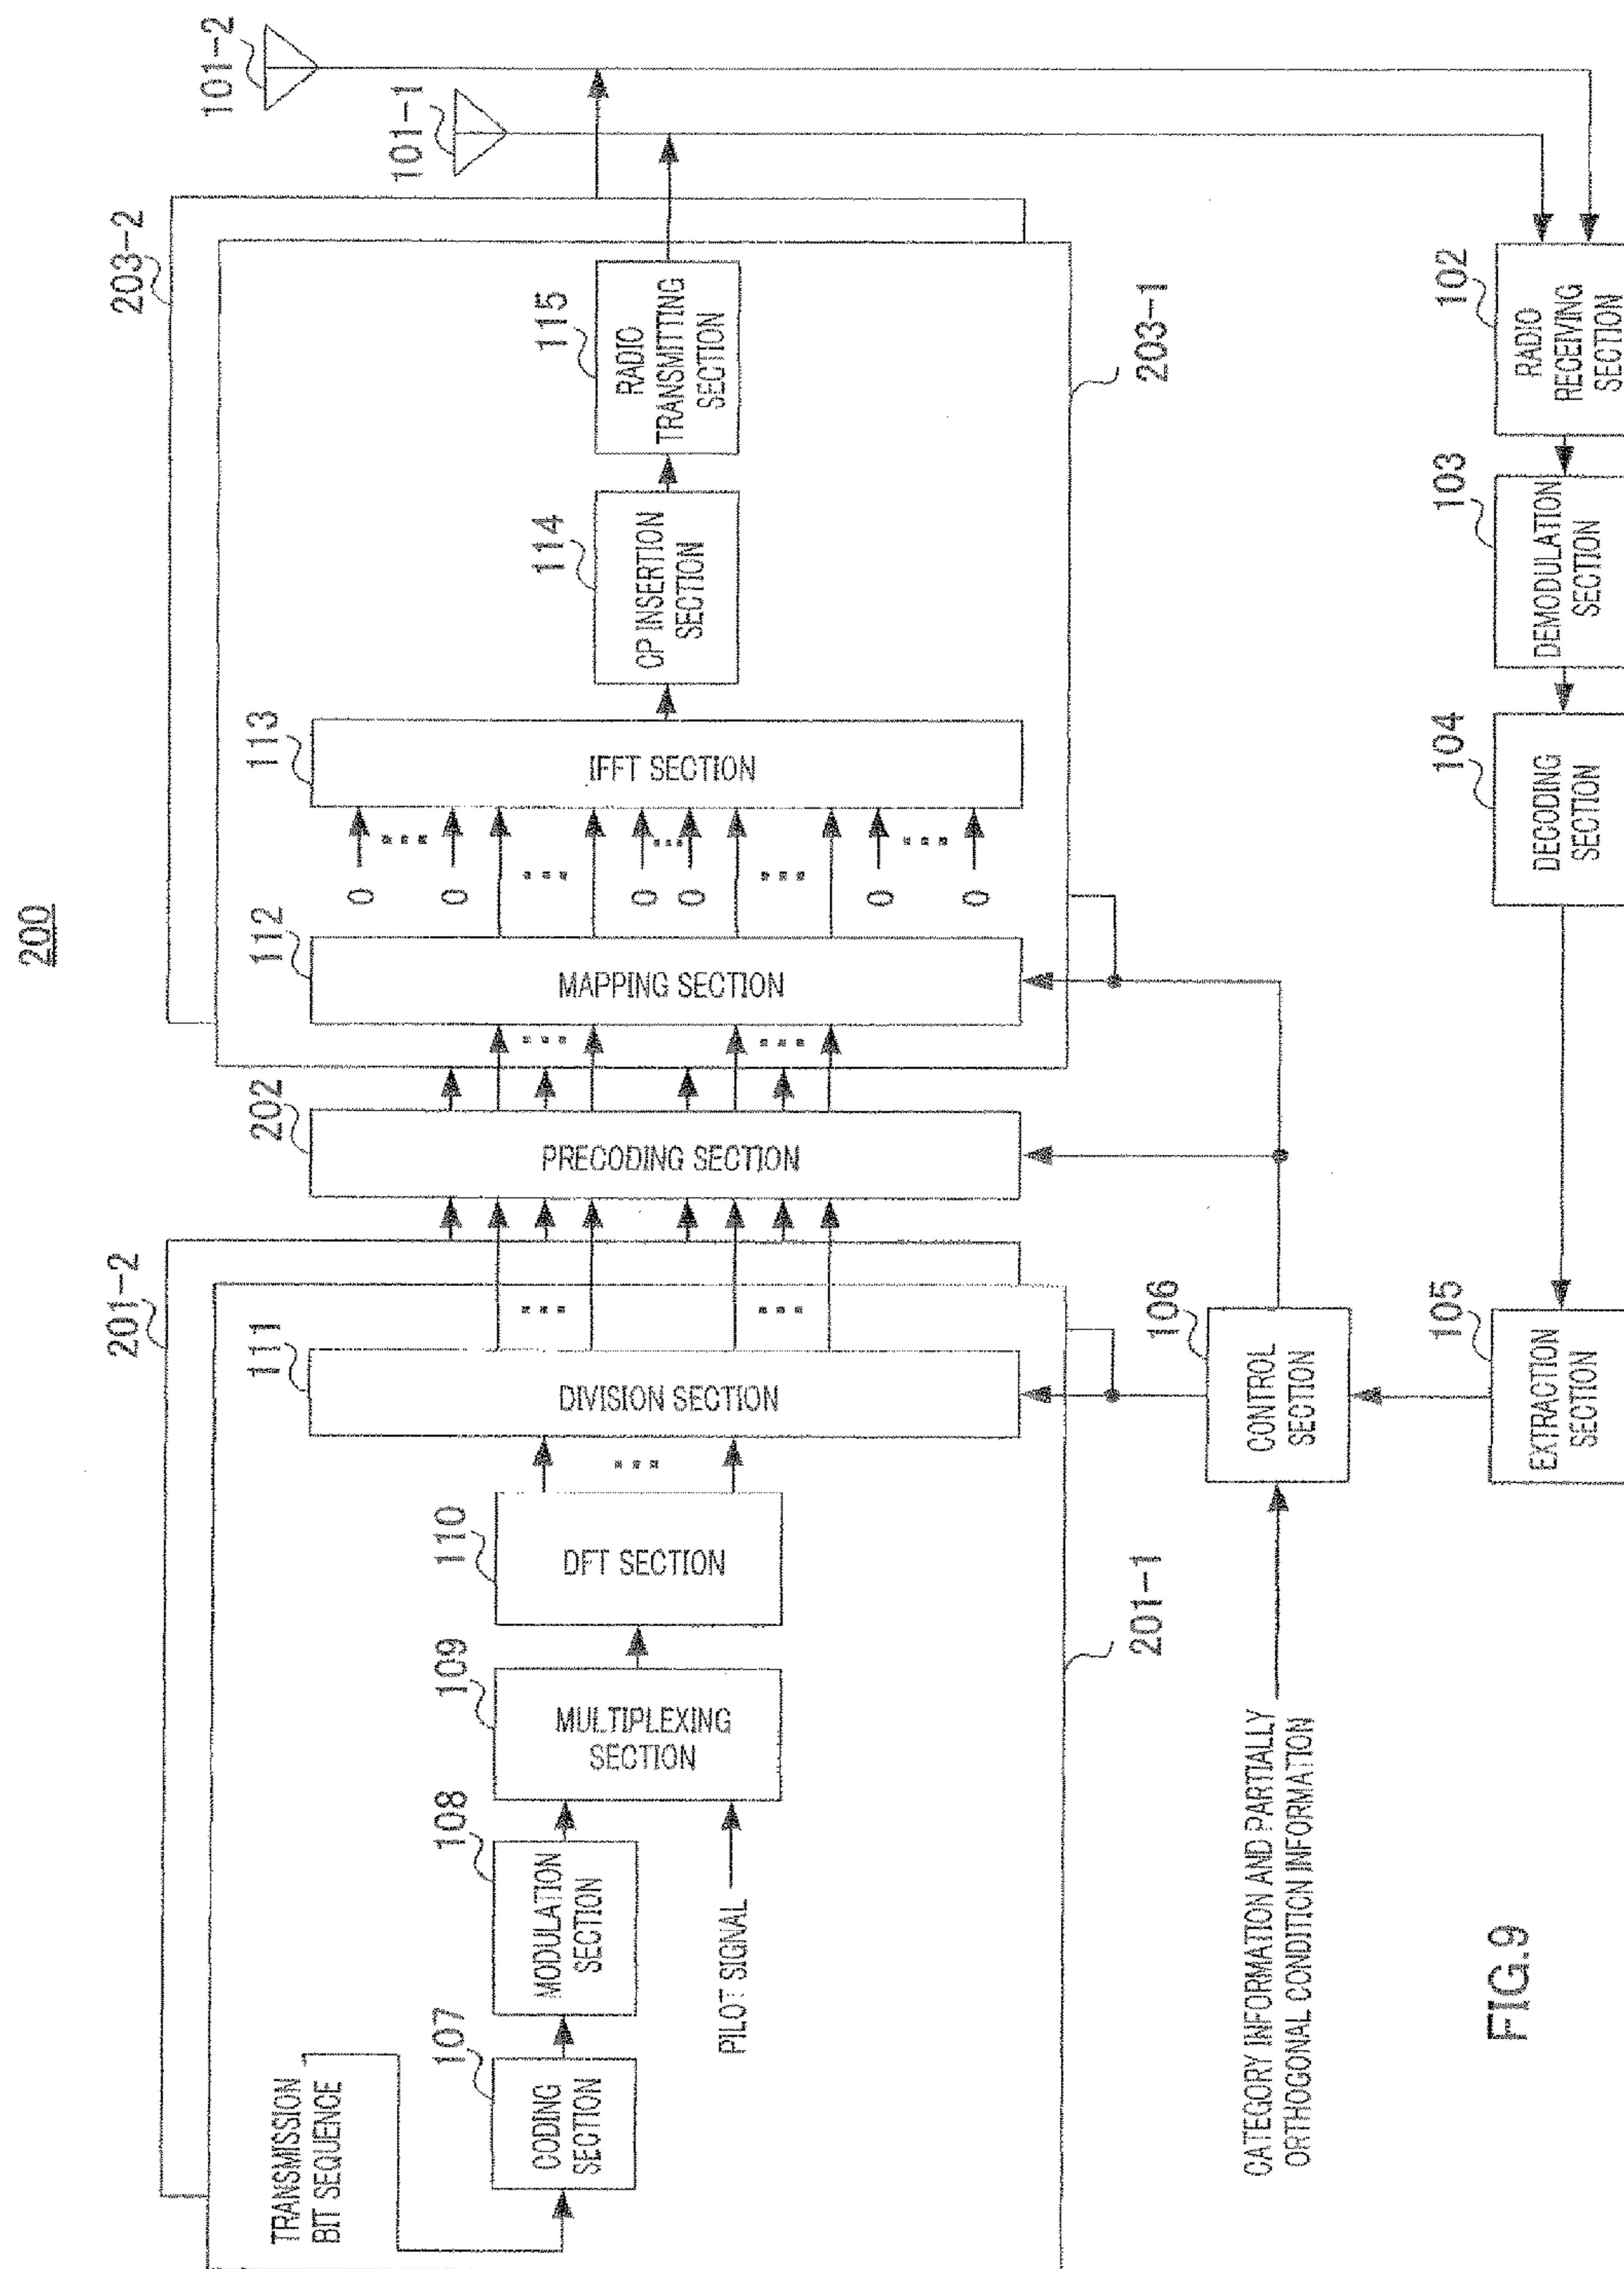 200
101-2
101-1
203-2
115
RADIO
TRANSMITTING
SECTION
203-1
114
CP INSERTION
SECTION
113
IFFT SECTION
0
...
0
...
0
...
0
...
0
...
0
112
MAPPING SECTION
...
...
202
PRECODING SECTION
201-2
111
DIVISION SECTION
...
...
...
110
DFT SECTION
109
MULTIPLEXING
SECTION
108
MODULATION
SECTION
PILOT SIGNAL
107
CODING
SECTION
TRANSMISSION
BIT SEQUENCE
201-1
102
RADIO
RECEIVING
SECTION
103
DEMODULATION
SECTION
104
DECODING
SECTION
105
EXTRACTION
SECTION
106
CONTROL
SECTION
CATEGORY INFORMATION AND PARTIALLY
ORTHOGONAL CONDITION INFORMATION
FIG.9